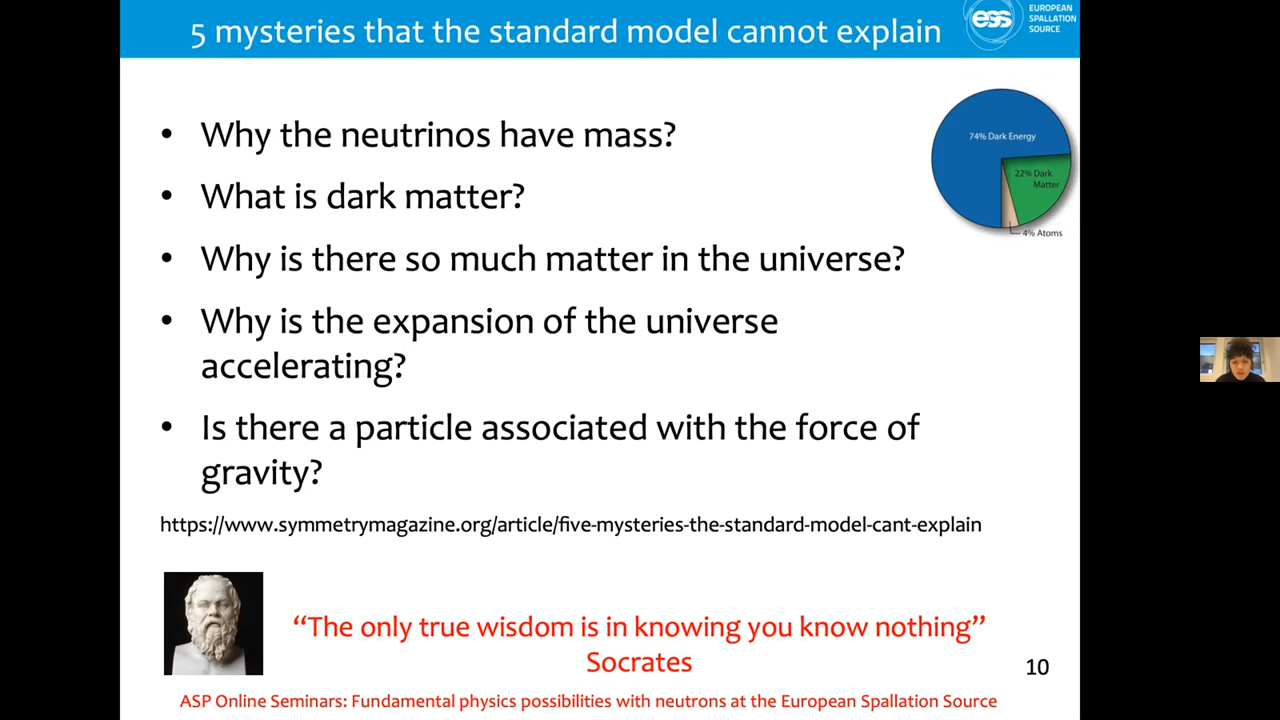 5 mysteries that the standard model cannot explain
ess
EUROPEAN
SPALLATION
SOURCE
• Why the neutrinos have mass?
• What is dark matter?
• Why is there so much matter in the universe?
• Why is the expansion of the universe
accelerating?
• Is there a particle associated with the force of
gravity?
74% Dark Energy
22% Dark
Matter
4% Atoms
https://www.symmetrymagazine.org/article/five-mysteries-the-standard-model-cant-explain
“The only true wisdom is in knowing you know nothing”
Socrates
10
ASP Online Seminars: Fundamental physics possibilities with neutrons at the European Spallation Source